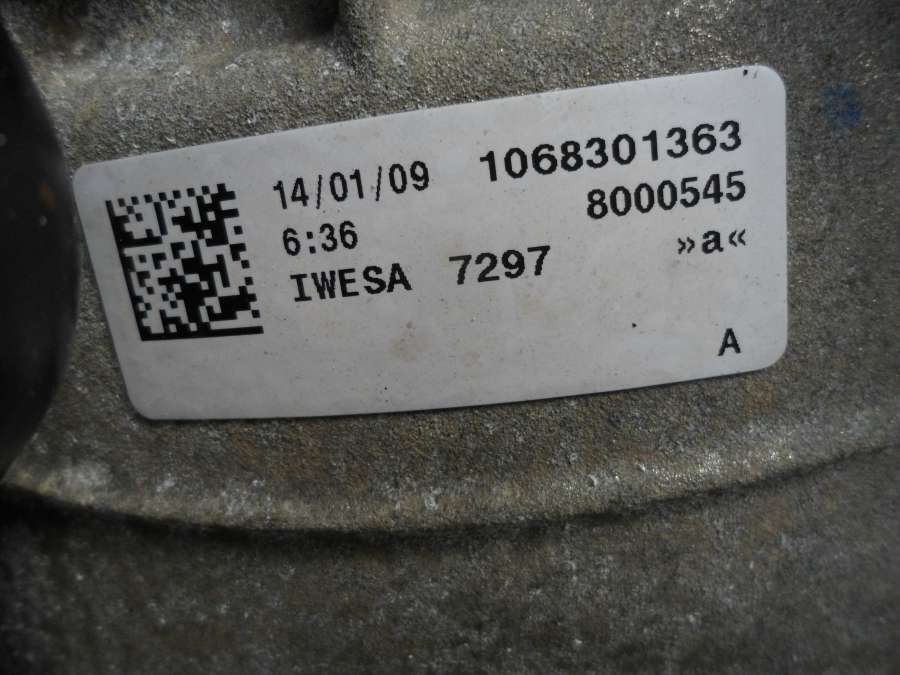 14/01/09 1068301363
6:36 8000545
IWESA 7297 »a«
A